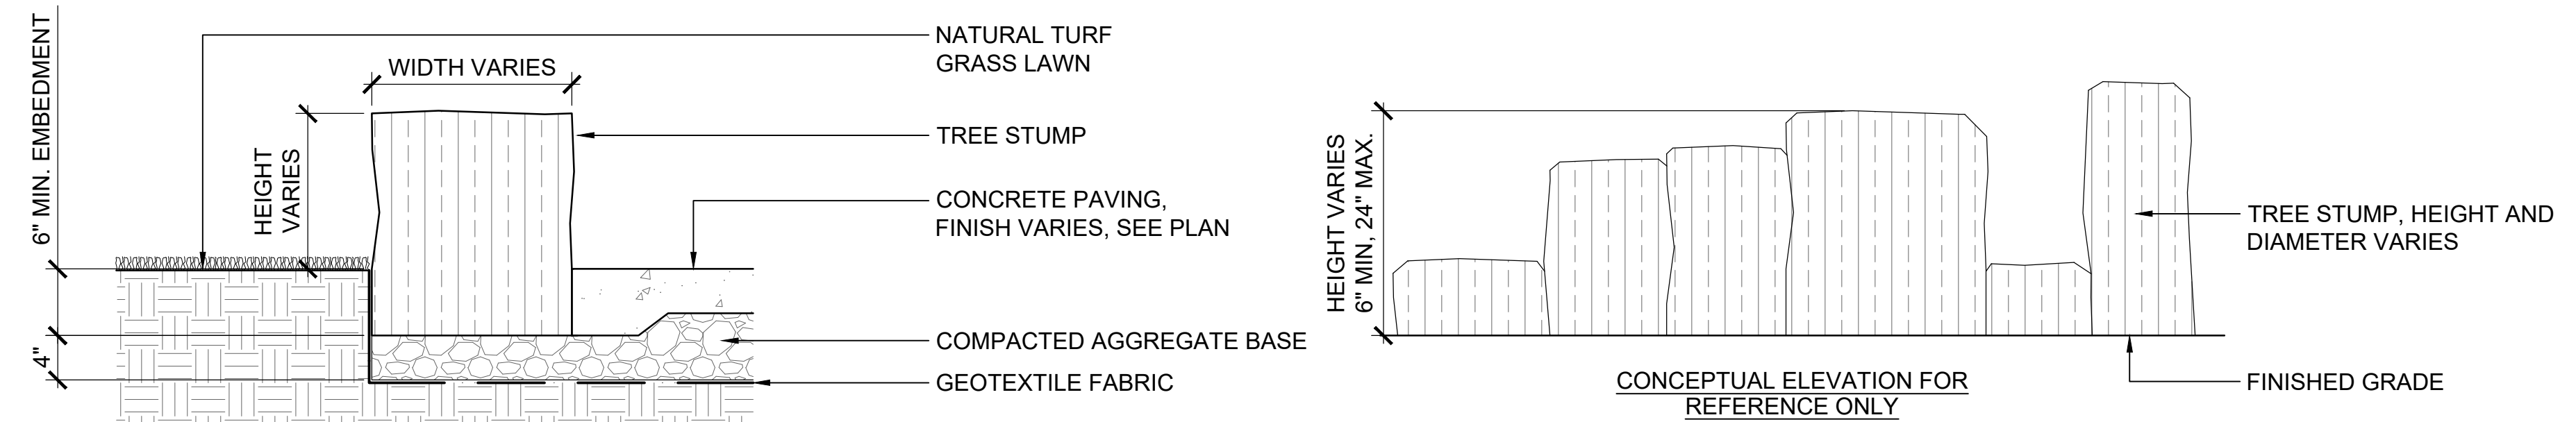 6" MIN. EMBEDMENT
4"
WIDTH VARIES
HEIGHT
VARIES
NATURAL TURF
GRASS LAWN
TREE STUMP
CONCRETE PAVING,
FINISH VARIES, SEE PLAN
COMPACTED AGGREGATE BASE
GEOTEXTILE FABRIC
HEIGHT VARIES
6" MIN, 24" MAX.
TREE STUMP, HEIGHT AND
DIAMETER VARIES
FINISHED GRADE
CONCEPTUAL ELEVATION FOR
REFERENCE ONLY